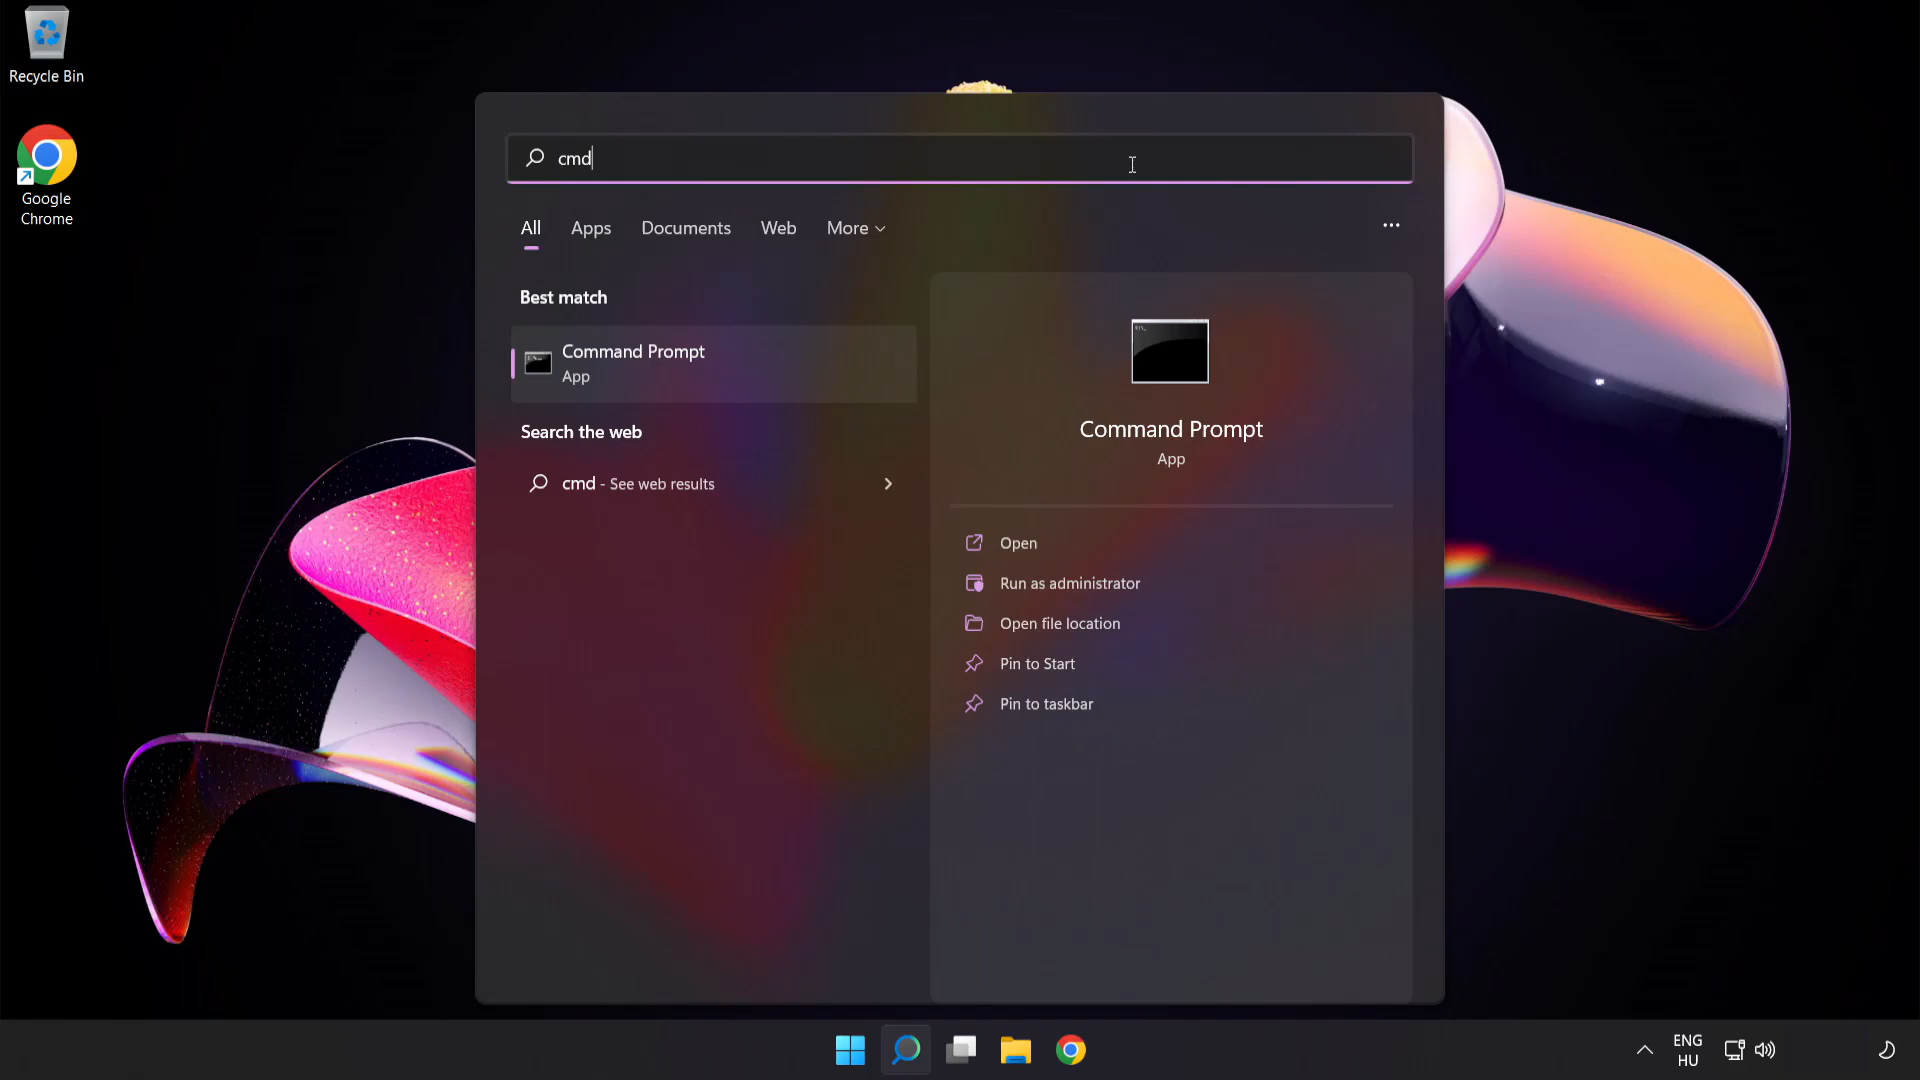 Recycle Bin
Google
Chrome
cmd
All Apps Documents Web More
Best match
Command Prompt
App
Search the web
cmd - See web results
Command Prompt
App
Open
Run as administrator
Open file location
Pin to Start
Pin to taskbar
ENG
HU